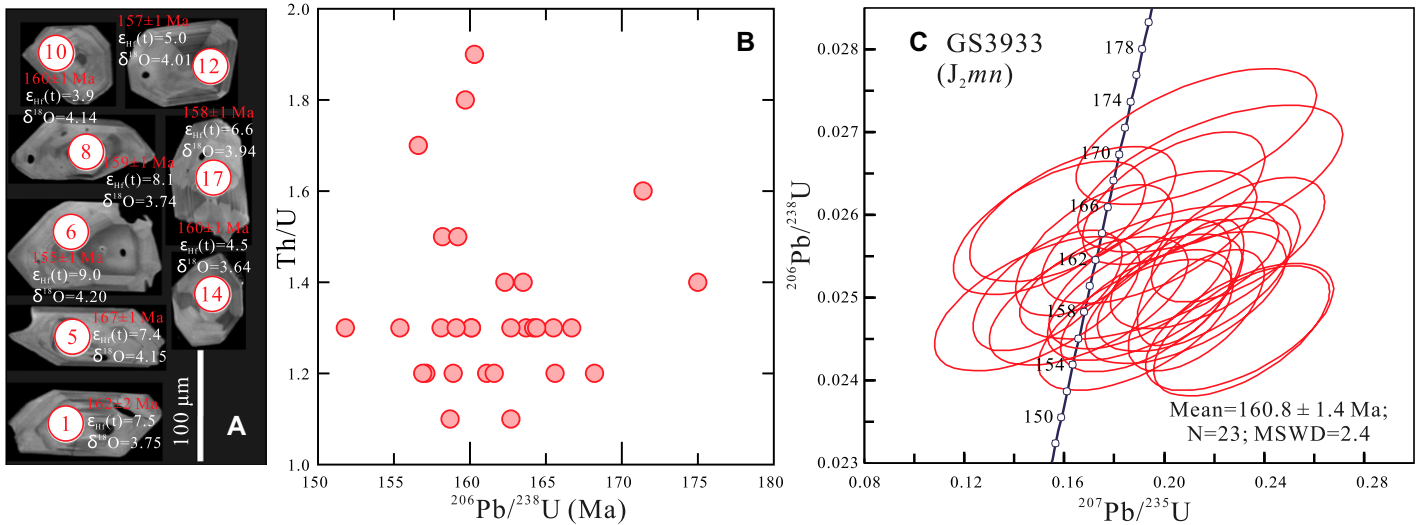 10
160±1 Ma
εHf(t)=3.9
δ18O=4.14
157±1 Ma
εHf(t)=5.0
δ18O=4.01
12
8
159±1 Ma
εHf(t)=8.1
δ18O=3.74
158±1 Ma
εHf(t)=6.6
δ18O=3.94
17
6
155±1 Ma
εHf(t)=9.0
δ18O=4.20
160±1 Ma
εHf(t)=4.5
δ18O=3.64
14
5
167±1 Ma
εHf(t)=7.4
δ18O=4.15
1
162±2 Ma
εHf(t)=7.5
δ18O=3.75
100 μm
A
B
Th/U
2.0
1.8
1.6
1.4
1.2
1.0
150
155
160
165
170
175
180
206Pb/238U (Ma)
C GS3933
(J2mn)
206Pb/238U
0.028
0.027
0.026
0.025
0.024
0.023
178
174
170
166
162
158
154
150
Mean=160.8 ± 1.4 Ma;
N=23; MSWD=2.4
0.08
0.12
0.16
0.20
0.24
0.28
207Pb/235U